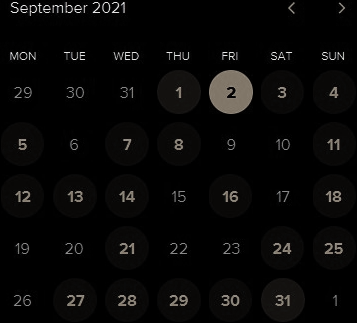 September 2021
MON TUE WED THU FRI SAT SUN
29 30 31 1 2 3 4
5 6 7 8 9 10 11
12 13 14 15 16 17 18
19 20 21 22 23 24 25
26 27 28 29 30 31 1